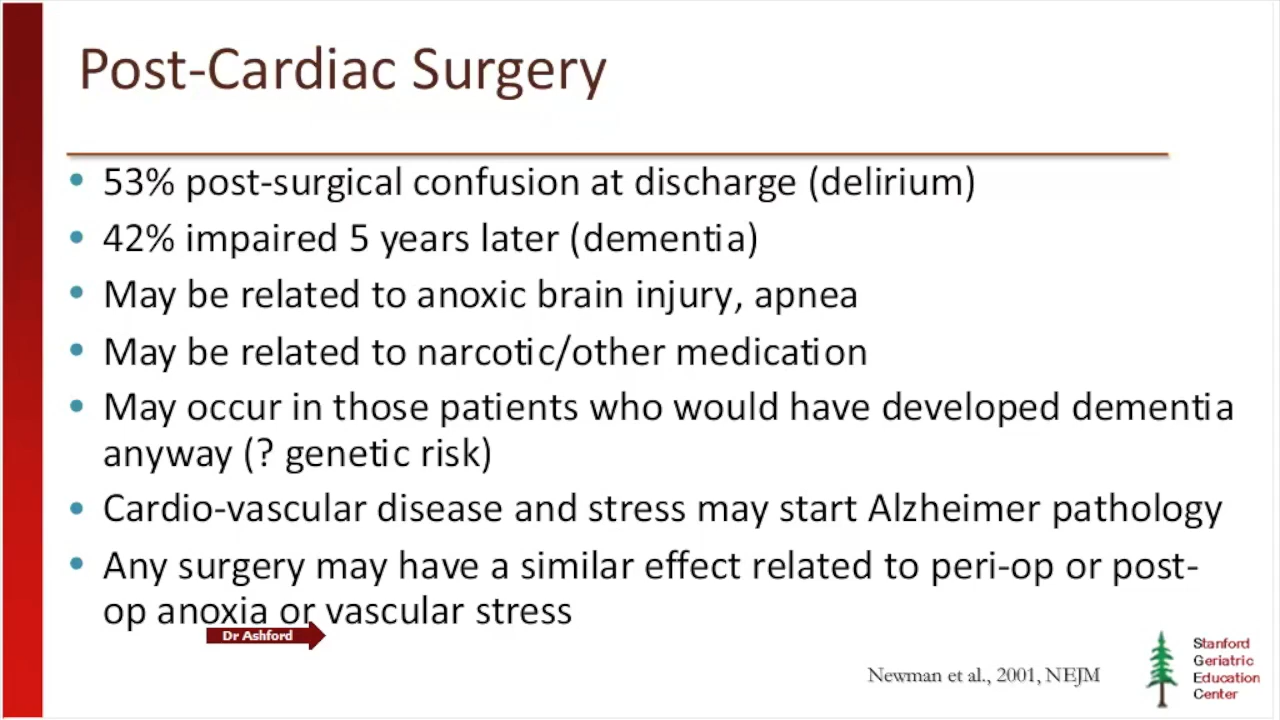 Post-Cardiac Surgery
• 53% post-surgical confusion at discharge (delirium)
• 42% impaired 5 years later (dementia)
• May be related to anoxic brain injury, apnea
• May be related to narcotic/other medication
• May occur in those patients who would have developed dementia
anyway (? genetic risk)
• Cardio-vascular disease and stress may start Alzheimer pathology
• Any surgery may have a similar effect related to peri-op or post-
op anoxia or vascular stress
Dr Ashford
Newman et al., 2001, NEJM
Stanford
Geriatric
Education
Center